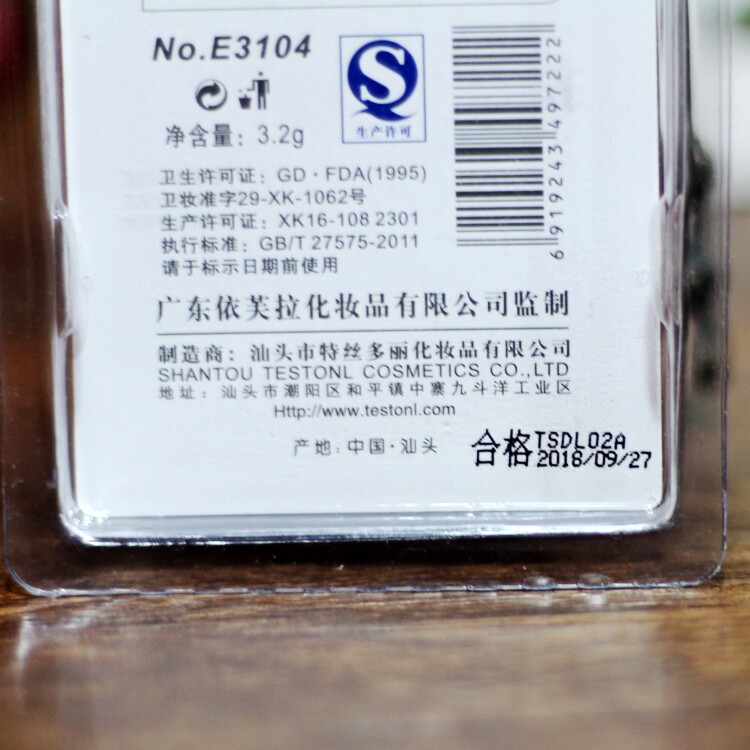 No.E3104
S
生产许可
净含量：3.2g
6 919243 497222
卫生许可证：GD·FDA(1995)
卫妆准字29-XK-1062号
生产许可证：XK16-108 2301
执行标准：GB/T 27575-2011
请于标示日期前使用
广东依芙拉化妆品有限公司监制
制造商：汕头市特丝多丽化妆品有限公司
SHANTOU TESTONL COSMETICS CO.,LTD
地址：汕头市潮阳区和平镇中寨九斗洋工业区
Http://www.testonl.com
产地：中国·汕头
合格 TSDL02A
2018/09/27